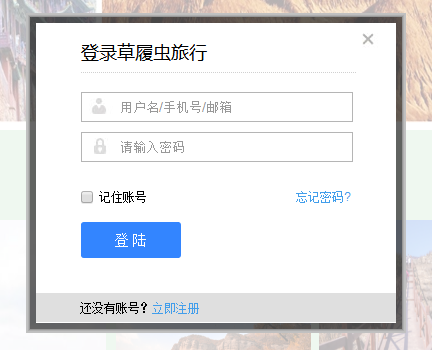 登录草履虫旅行
用户名/手机号/邮箱
请输入密码
记住账号 忘记密码?
登陆
还没有账号？立即注册